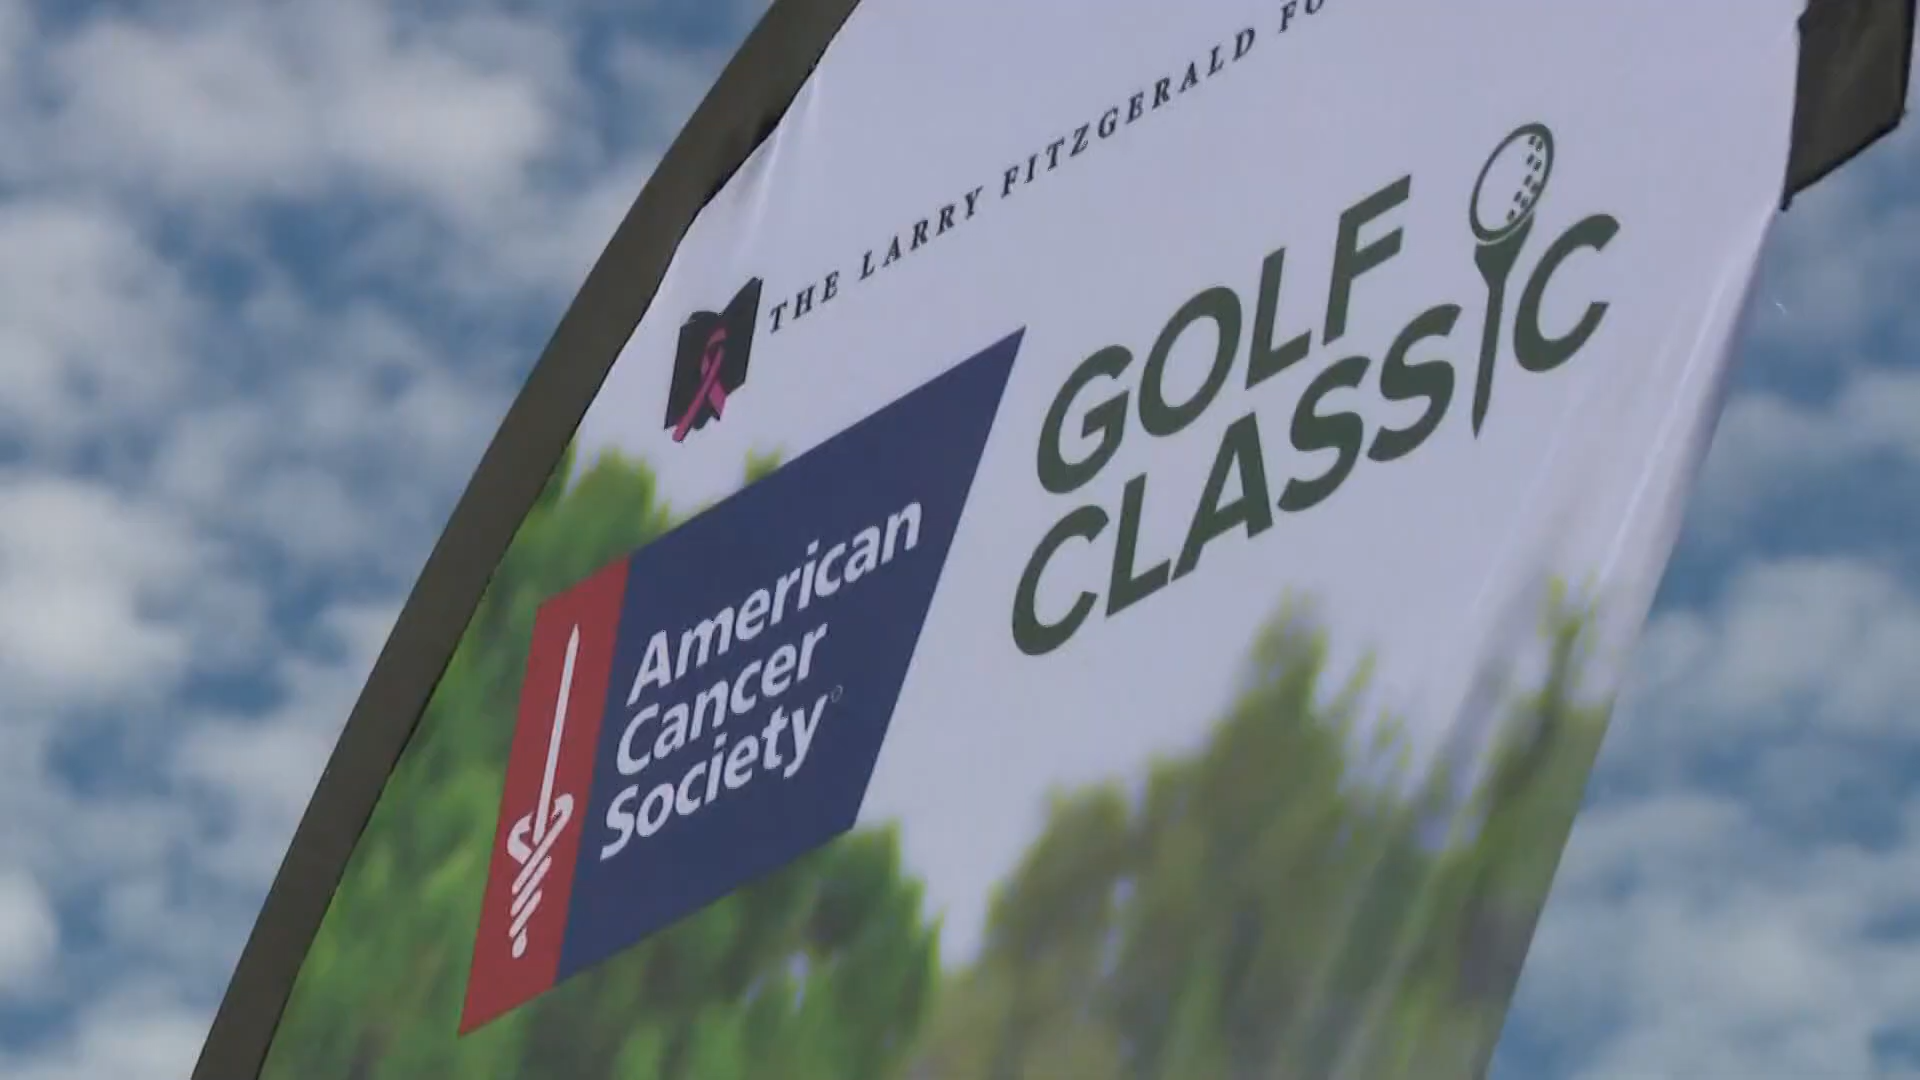 THE LARRY FITZGERALD FO
GOLF
CLASSIC
American
Cancer
Society®